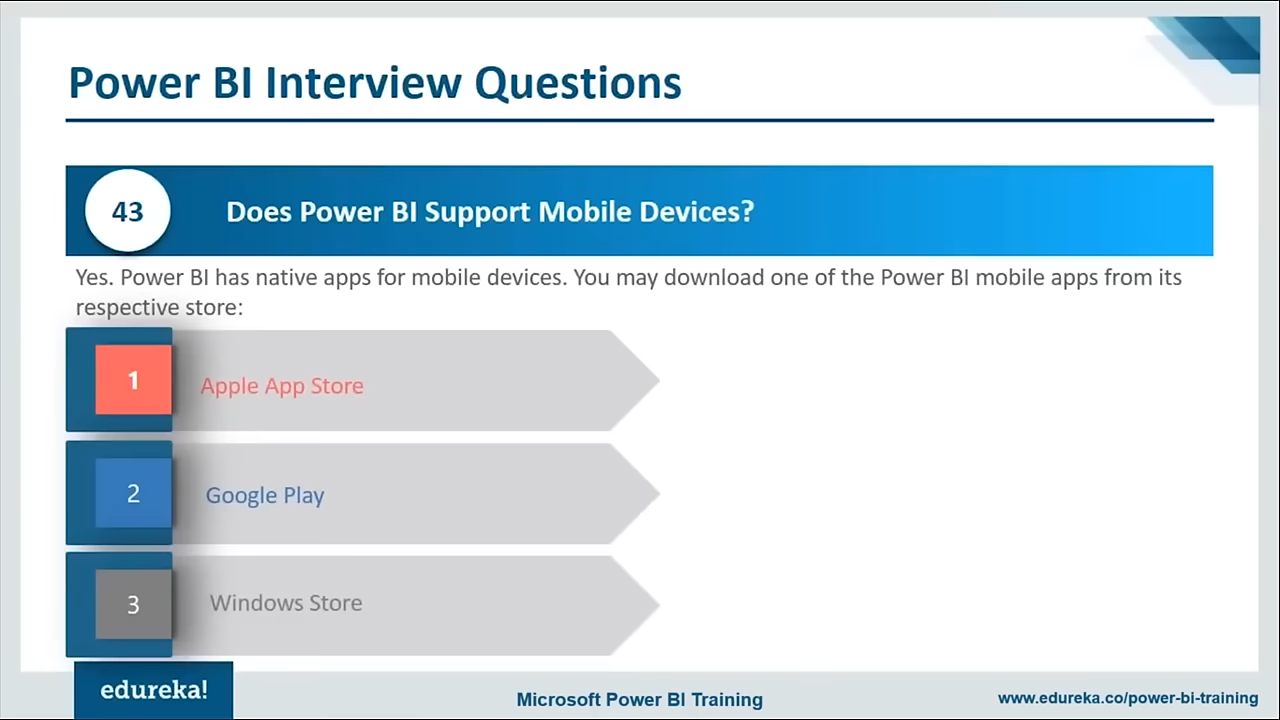 Power BI Interview Questions
43
Does Power BI Support Mobile Devices?
Yes. Power BI has native apps for mobile devices. You may download one of the Power BI mobile apps from its
respective store:
1
Apple App Store
2
Google Play
3
Windows Store
edureka!
Microsoft Power BI Training
www.edureka.co/power-bi-training